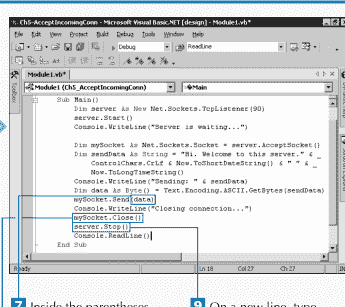 Ch5-AcceptIncomingConn - Microsoft Visual Basic.NET [design] - Module1.vb*
File Edit View Project Build Debug Tools Window Help
Debug ReadLine
Module1.vb*
Module1 (Ch5_AcceptIncomingConn) Main
Sub Main()
Dim server As New Net.Sockets.TcpListener(90)
server.Start()
Console.WriteLine("Server is waiting...")
Dim mySocket As Net.Sockets.Socket = server.AcceptSocket()
Dim sendData As String = "Hi. Welcome to this server." & _
ControlChars.CrLf & Now.ToShortDateString() & " " & _
Now.ToLongTimeString()
Console.WriteLine("Sending: " & sendData)
Dim data As Byte() = Text.Encoding.ASCII.GetBytes(sendData)
mySocket.Send(data)
Console.WriteLine("Closing connection...")
mySocket.Close()
server.Stop()
Console.ReadLine()
End Sub
Ready Ln 18 Col 27 Ch 27 IN
7 Inside the parentheses, 9 On a new line, type